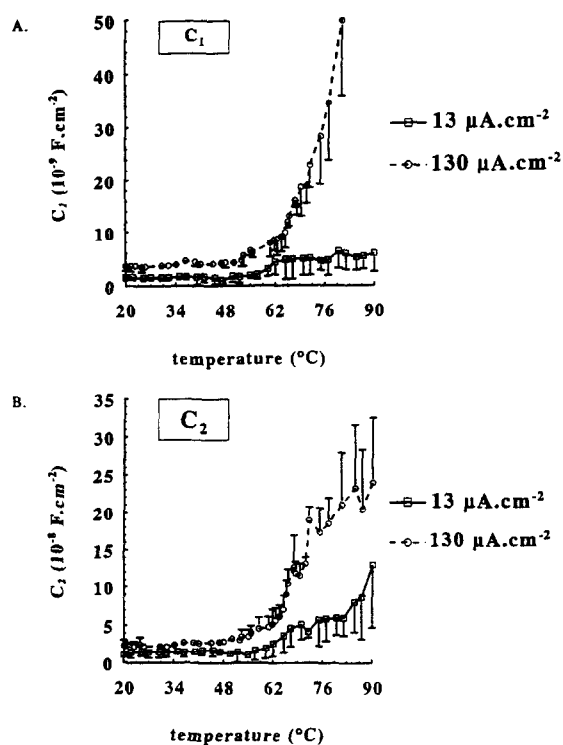 A.
C₁
50
40
30
20
10
0
C₁ (10⁻⁹ F.cm⁻²)
20 34 48 62 76 90
temperature (°C)
13 µA.cm⁻²
130 µA.cm⁻²
B.
C₂
35
30
25
20
15
10
5
0
C₂ (10⁻⁸ F.cm⁻²)
20 34 48 62 76 90
temperature (°C)
13 µA.cm⁻²
130 µA.cm⁻²